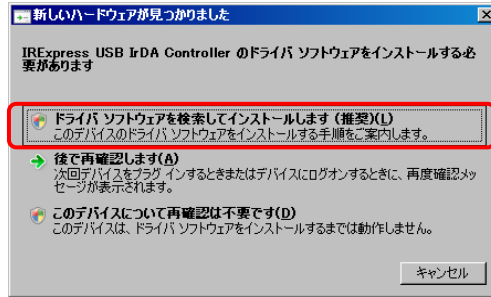 新しいハードウェアが見つかりました
IRExpress USB IrDA Controller のドライバ ソフトウェアをインストールする必
要があります
ドライバ ソフトウェアを検索してインストールします (推奨)(L)
このデバイスのドライバ ソフトウェアをインストールする手順をご案内します。
後で再確認します(A)
次回デバイスをプラグ インするときまたはデバイスにログオンするときに、再度確認メッ
セージが表示されます。
このデバイスについて再確認は不要です(D)
このデバイスは、ドライバ ソフトウェアをインストールするまでは動作しません。
キャンセル